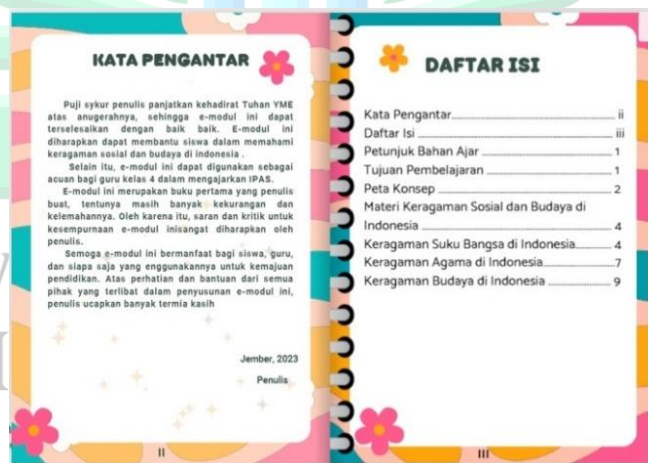 KATA PENGANTAR
Puji sykur penulis panjatkan kehadirat Tuhan YME
atas anugerahnya, sehingga e-modul ini dapat
terselesaikan dengan baik baik. E-modul ini
diharapkan dapat membantu siswa dalam memahami
keragaman sosial dan budaya di indonesia .
Selain itu, e-modul ini dapat digunakan sebagai
acuan bagi guru kelas 4 dalam mengajarkan IPAS.
E-modul ini merupakan buku pertama yang penulis
buat, tentunya masih banyak kekurangan dan
kelemahannya. Oleh karena itu, saran dan kritik untuk
kesempurnaan e-modul inisangat diharapkan oleh
penulis.
Semoga e-modul ini bermanfaat bagi siswa, guru,
dan siapa saja yang enggunakannya untuk kemajuan
pendidikan. Atas perhatian dan bantuan dari semua
pihak yang terlibat dalam penyusunan e-modul ini,
penulis ucapkan banyak termia kasih
Jember, 2023
Penulis
II
DAFTAR ISI
Kata Pengantar ii
Daftar Isi iii
Petunjuk Bahan Ajar 1
Tujuan Pembelajaran 1
Peta Konsep 2
Materi Keragaman Sosial dan Budaya di
Indonesia 4
Keragaman Suku Bangsa di Indonesia 4
Keragaman Agama di Indonesia 7
Keragaman Budaya di Indonesia 9
III